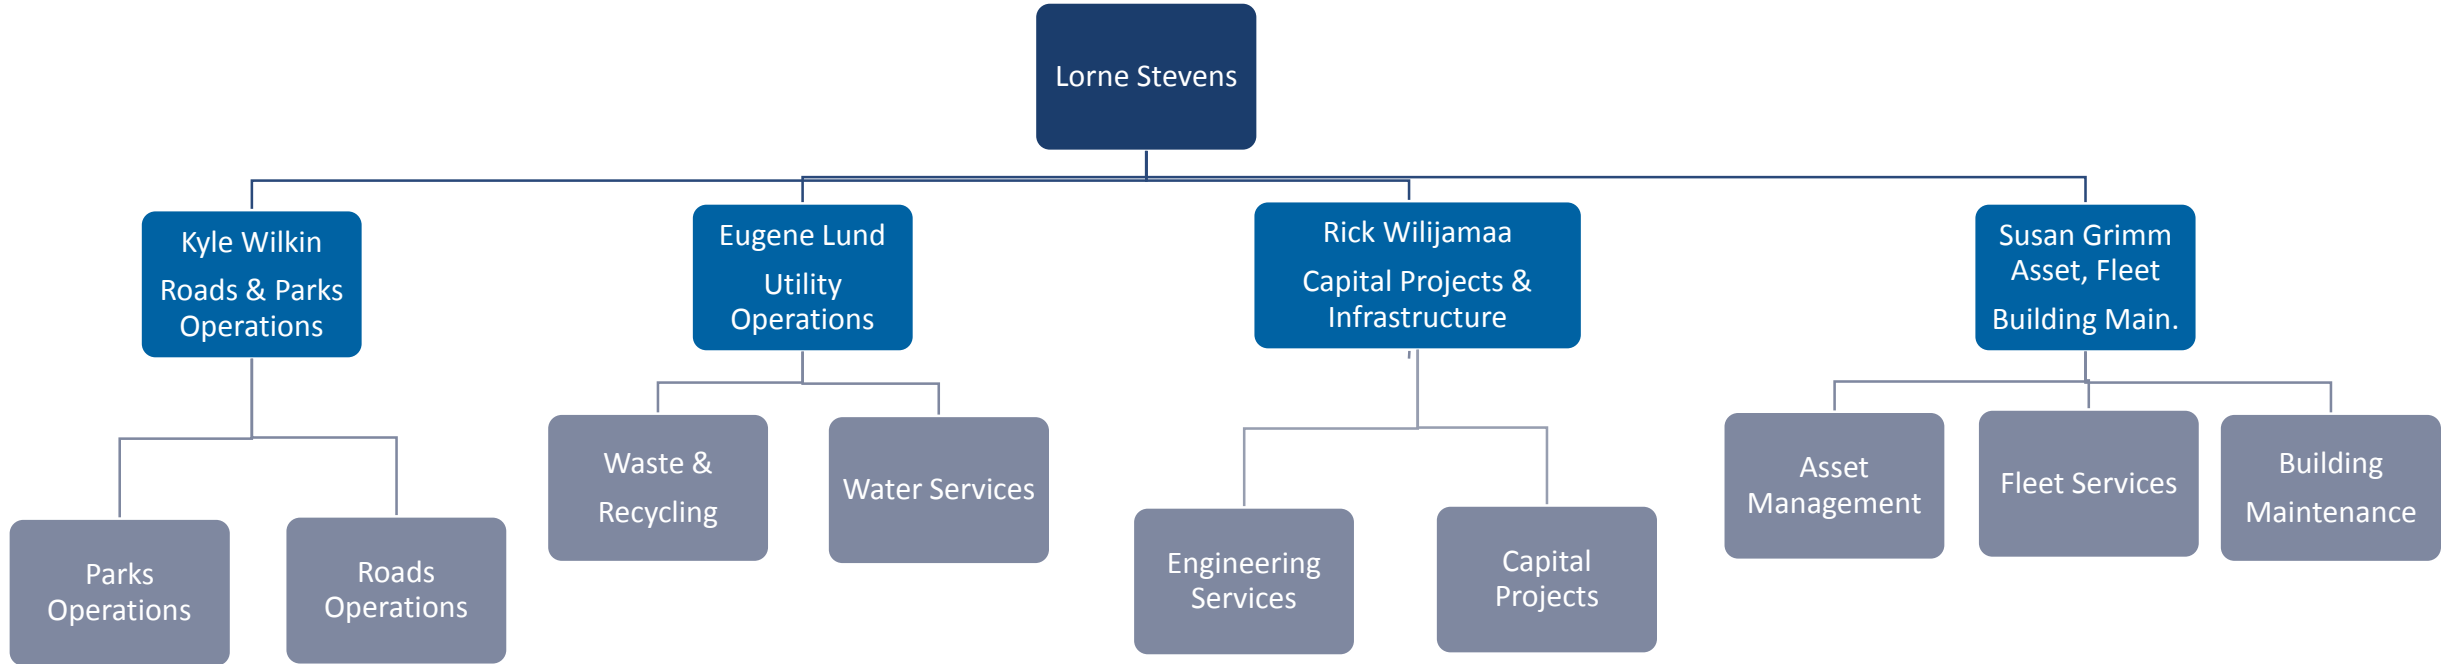 Lorne Stevens
Kyle Wilkin
Roads & Parks
Operations
Eugene Lund
Utility
Operations
Rick Wilijamaa
Capital Projects &
Infrastructure
Susan Grimm
Asset, Fleet
Building Main.
Parks
Operations
Roads
Operations
Waste &
Recycling
Water Services
Engineering
Services
Capital
Projects
Asset
Management
Fleet Services
Building
Maintenance